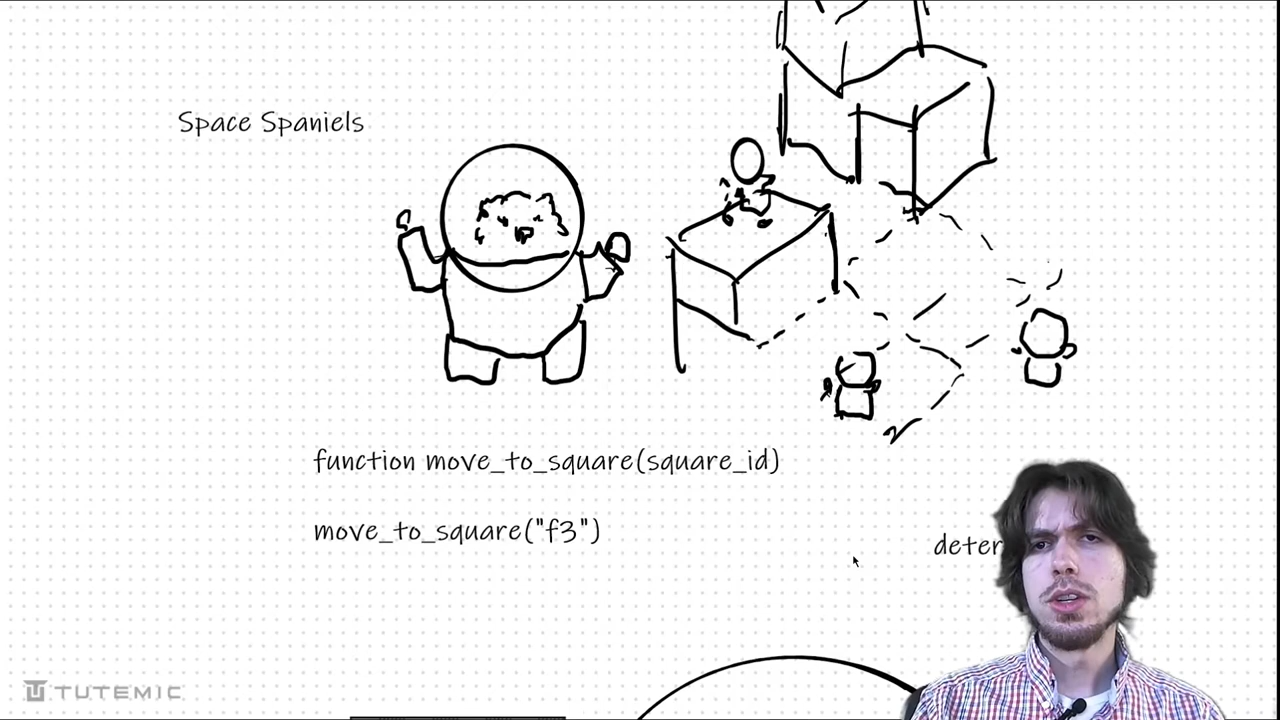 Space Spaniels
function move_to_square(square_id)
move_to_square("f3")
TUTEMIC